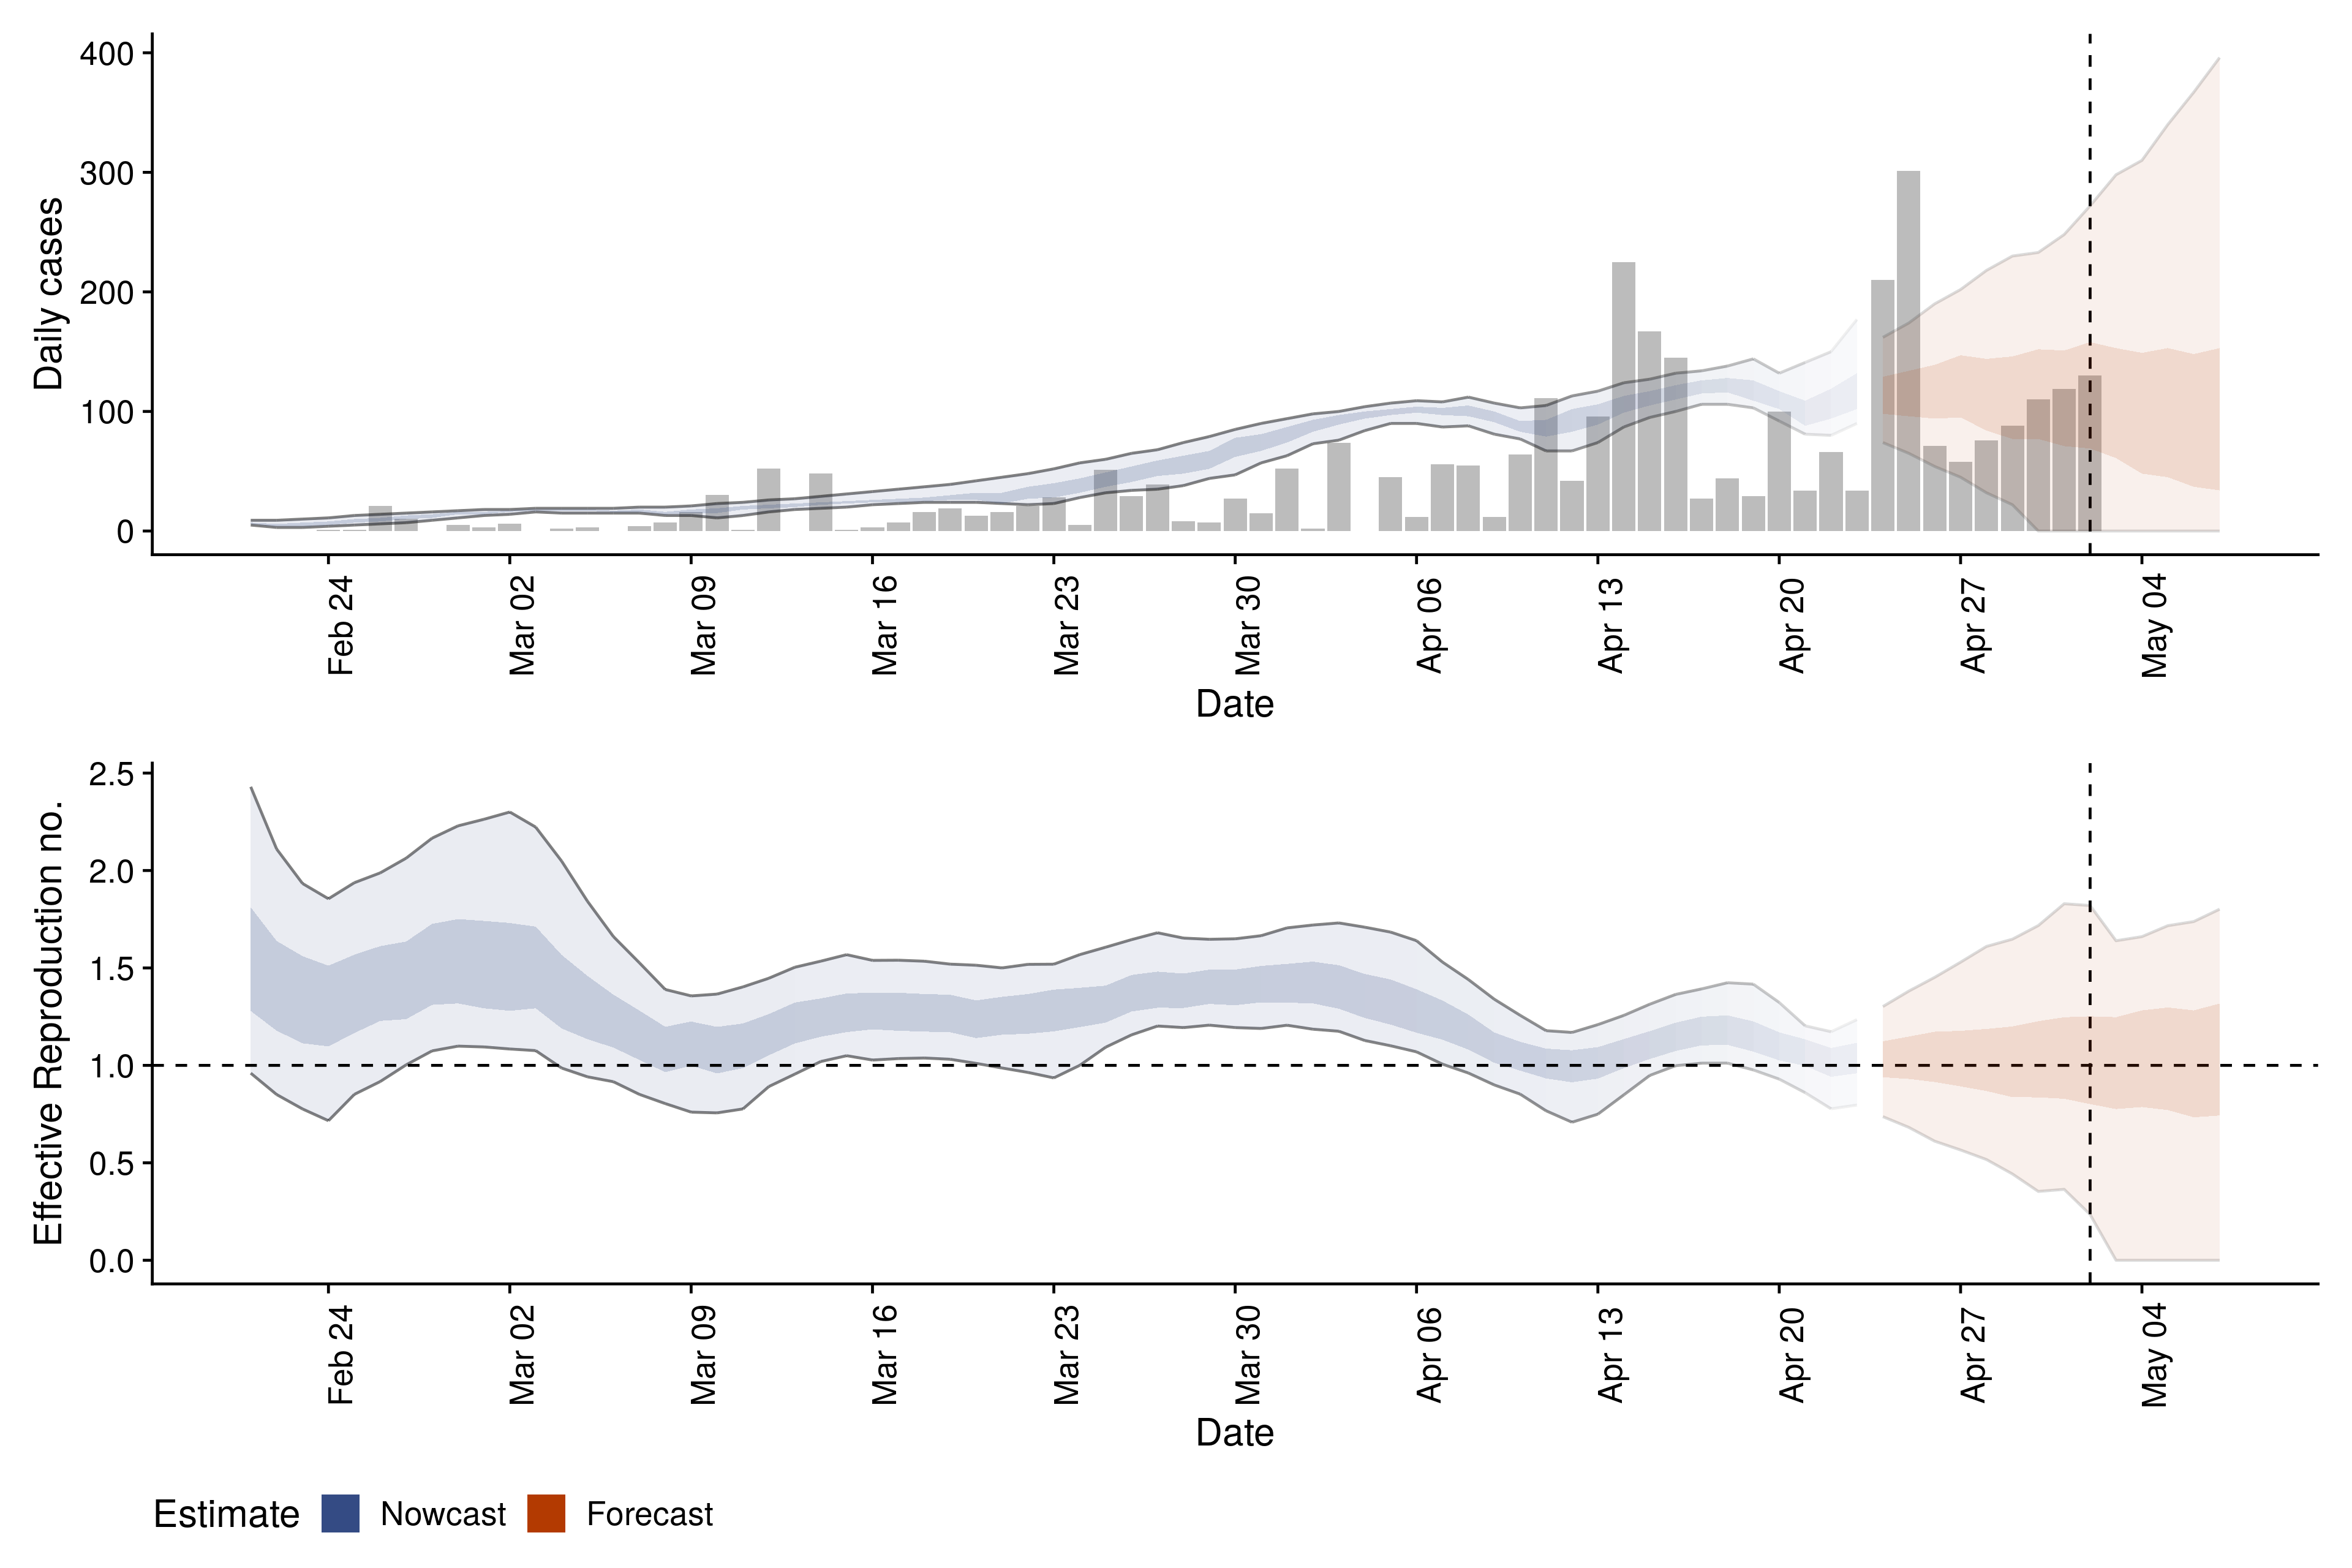 Daily cases
400
300
200
100
0
Feb 24
Mar 02
Mar 09
Mar 16
Mar 23
Mar 30
Apr 06
Apr 13
Apr 20
Apr 27
May 04
Date
Effective Reproduction no.
2.5
2.0
1.5
1.0
0.5
0.0
Feb 24
Mar 02
Mar 09
Mar 16
Mar 23
Mar 30
Apr 06
Apr 13
Apr 20
Apr 27
May 04
Date
Estimate Nowcast Forecast